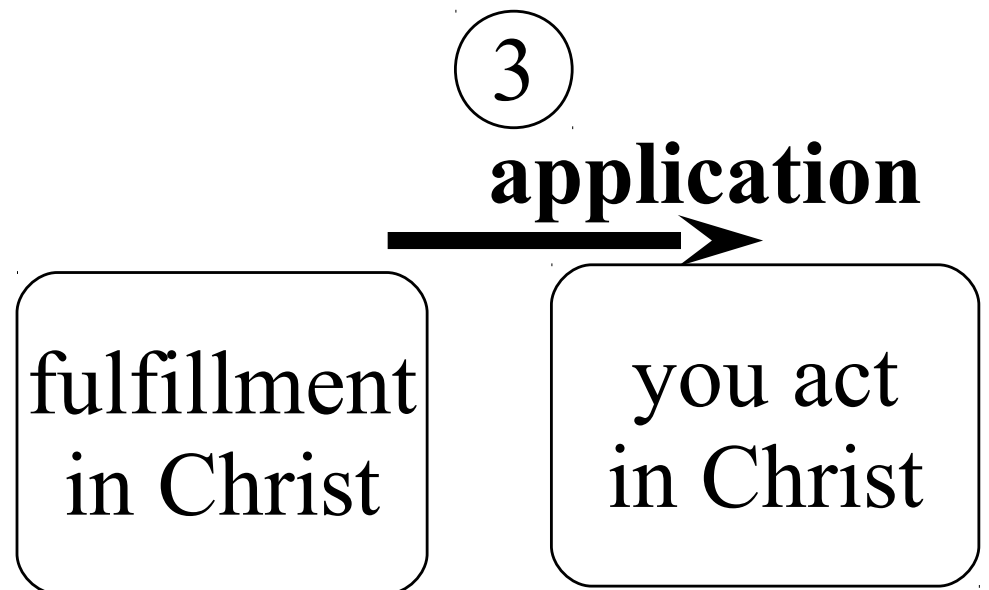 3
application
fulfillment
in Christ
you act
in Christ